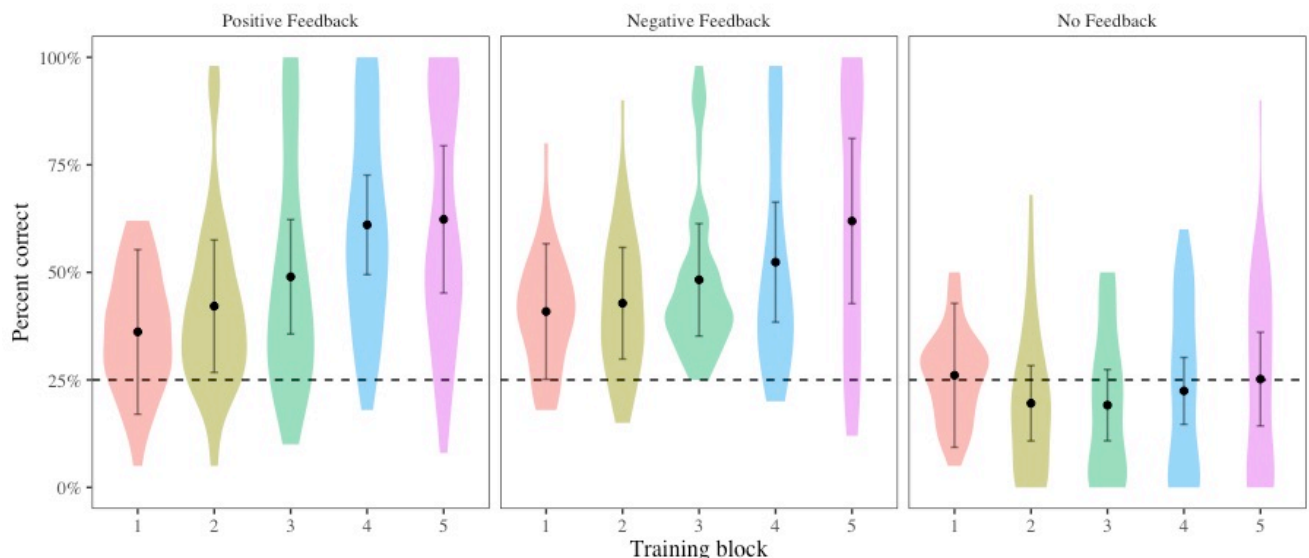 Positive Feedback Negative Feedback No Feedback
100%
75%
50%
25%
0%
Percent correct
1 2 3 4 5 1 2 3 4 5 1 2 3 4 5
Training block